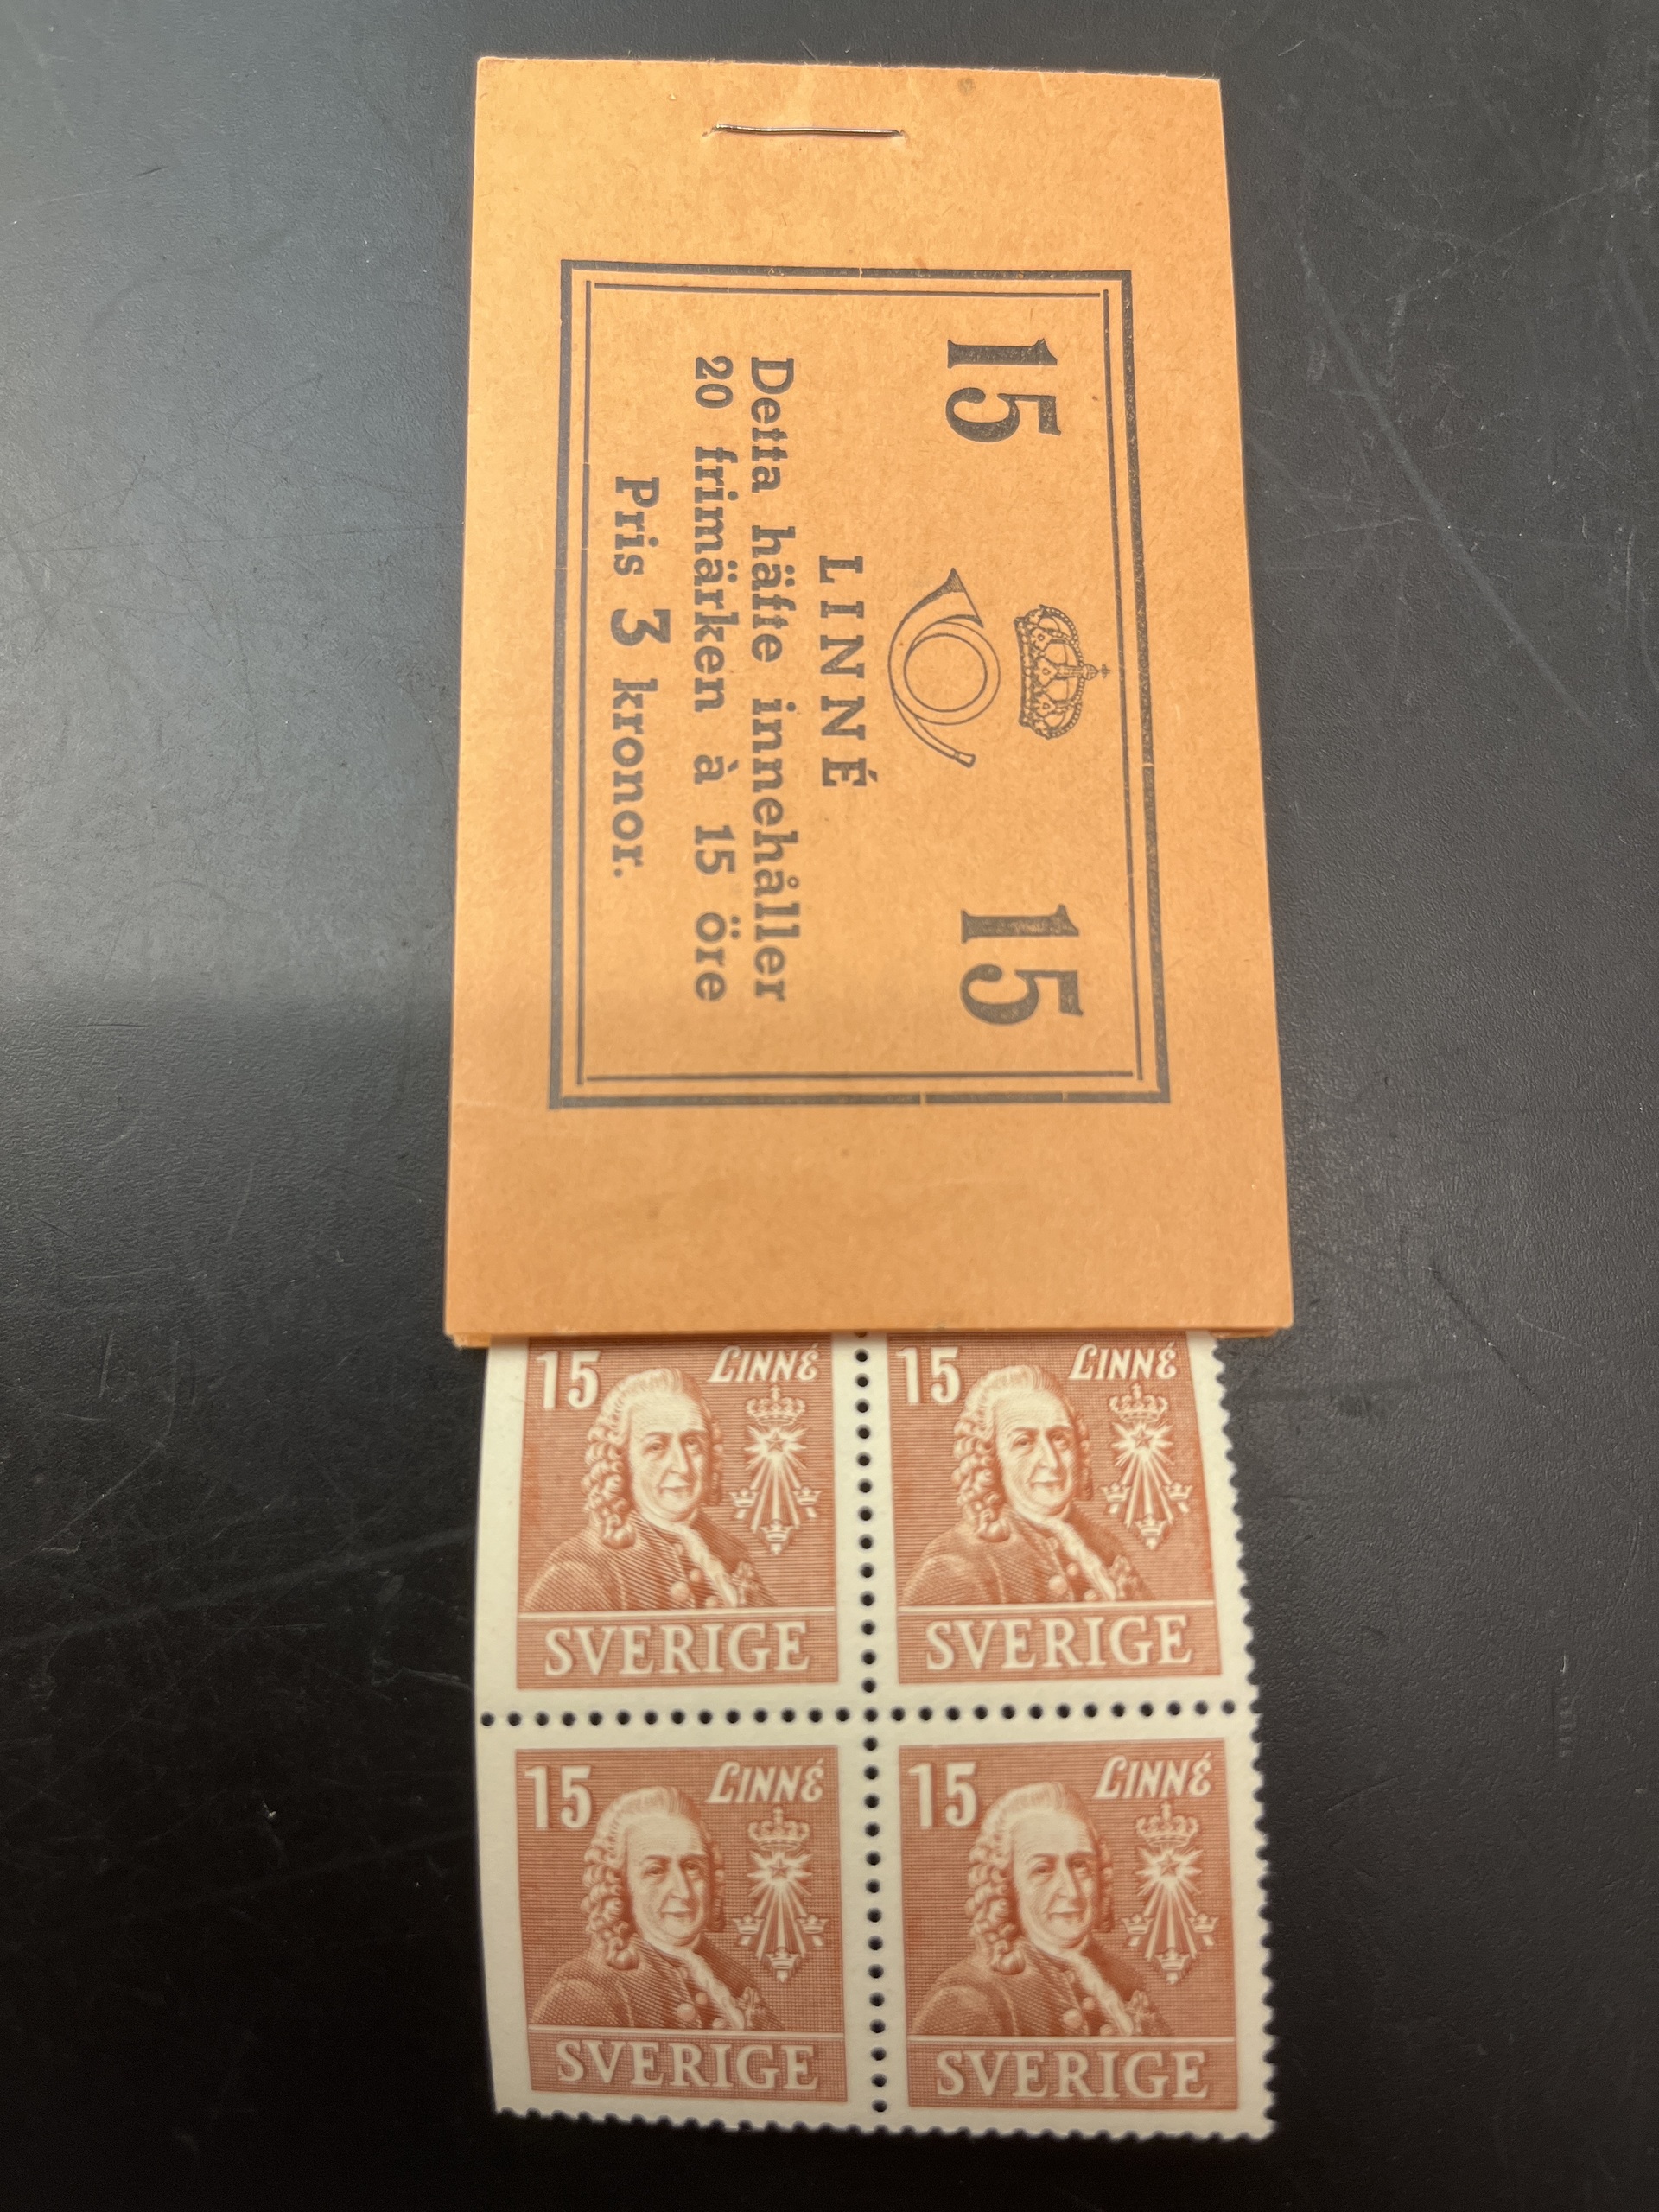 15 15
LINNÉ
Detta häfte innehåller
20 frimärken à 15 öre
Pris 3 kronor.
15 LINNÉ
SVERIGE
15 LINNÉ
SVERIGE
15 LINNÉ
SVERIGE
15 LINNÉ
SVERIGE